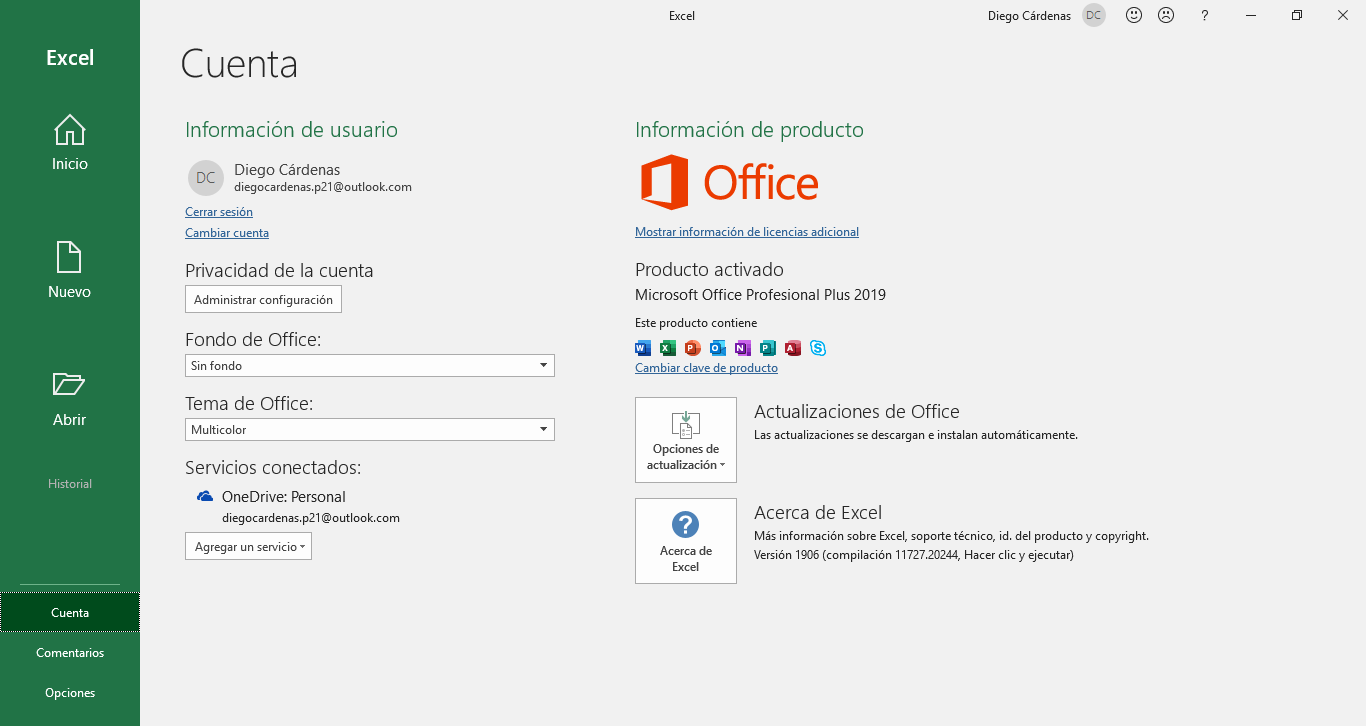 Excel
Diego Cárdenas
DC
?
Excel
Inicio
Nuevo
Abrir
Historial
Cuenta
Comentarios
Opciones
Cuenta
Información de usuario
DC
Diego Cárdenas
diegocardenas.p21@outlook.com
Cerrar sesión
Cambiar cuenta
Privacidad de la cuenta
Administrar configuración
Fondo de Office:
Sin fondo
Tema de Office:
Multicolor
Servicios conectados:
OneDrive: Personal
diegocardenas.p21@outlook.com
Agregar un servicio
Información de producto
Office
Mostrar información de licencias adicional
Producto activado
Microsoft Office Profesional Plus 2019
Este producto contiene
W X P O N P A S
Cambiar clave de producto
Opciones de
actualización
Actualizaciones de Office
Las actualizaciones se descargan e instalan automáticamente.
?
Acerca de
Excel
Acerca de Excel
Más información sobre Excel, soporte técnico, id. del producto y copyright.
Versión 1906 (compilación 11727.20244, Hacer clic y ejecutar)